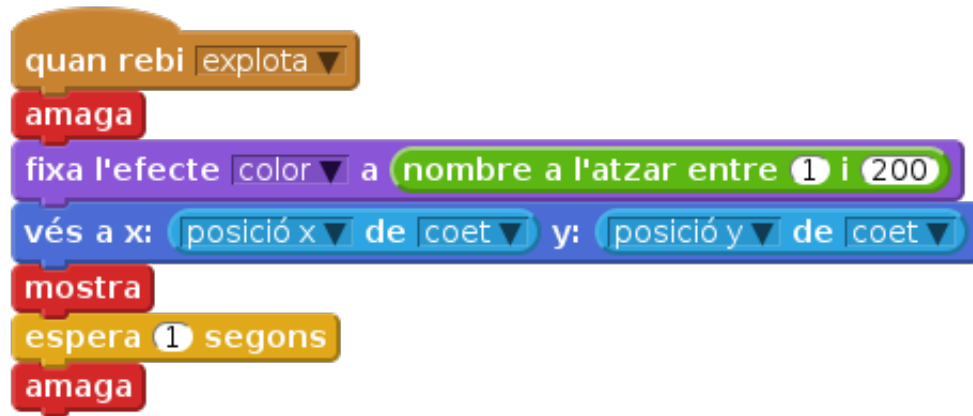 quan rebi explota
amaga
fixa l'efecte color a nombre a l'atzar entre 1 i 200
vés a x: posició x de coet y: posició y de coet
mostra
espera 1 segons
amaga